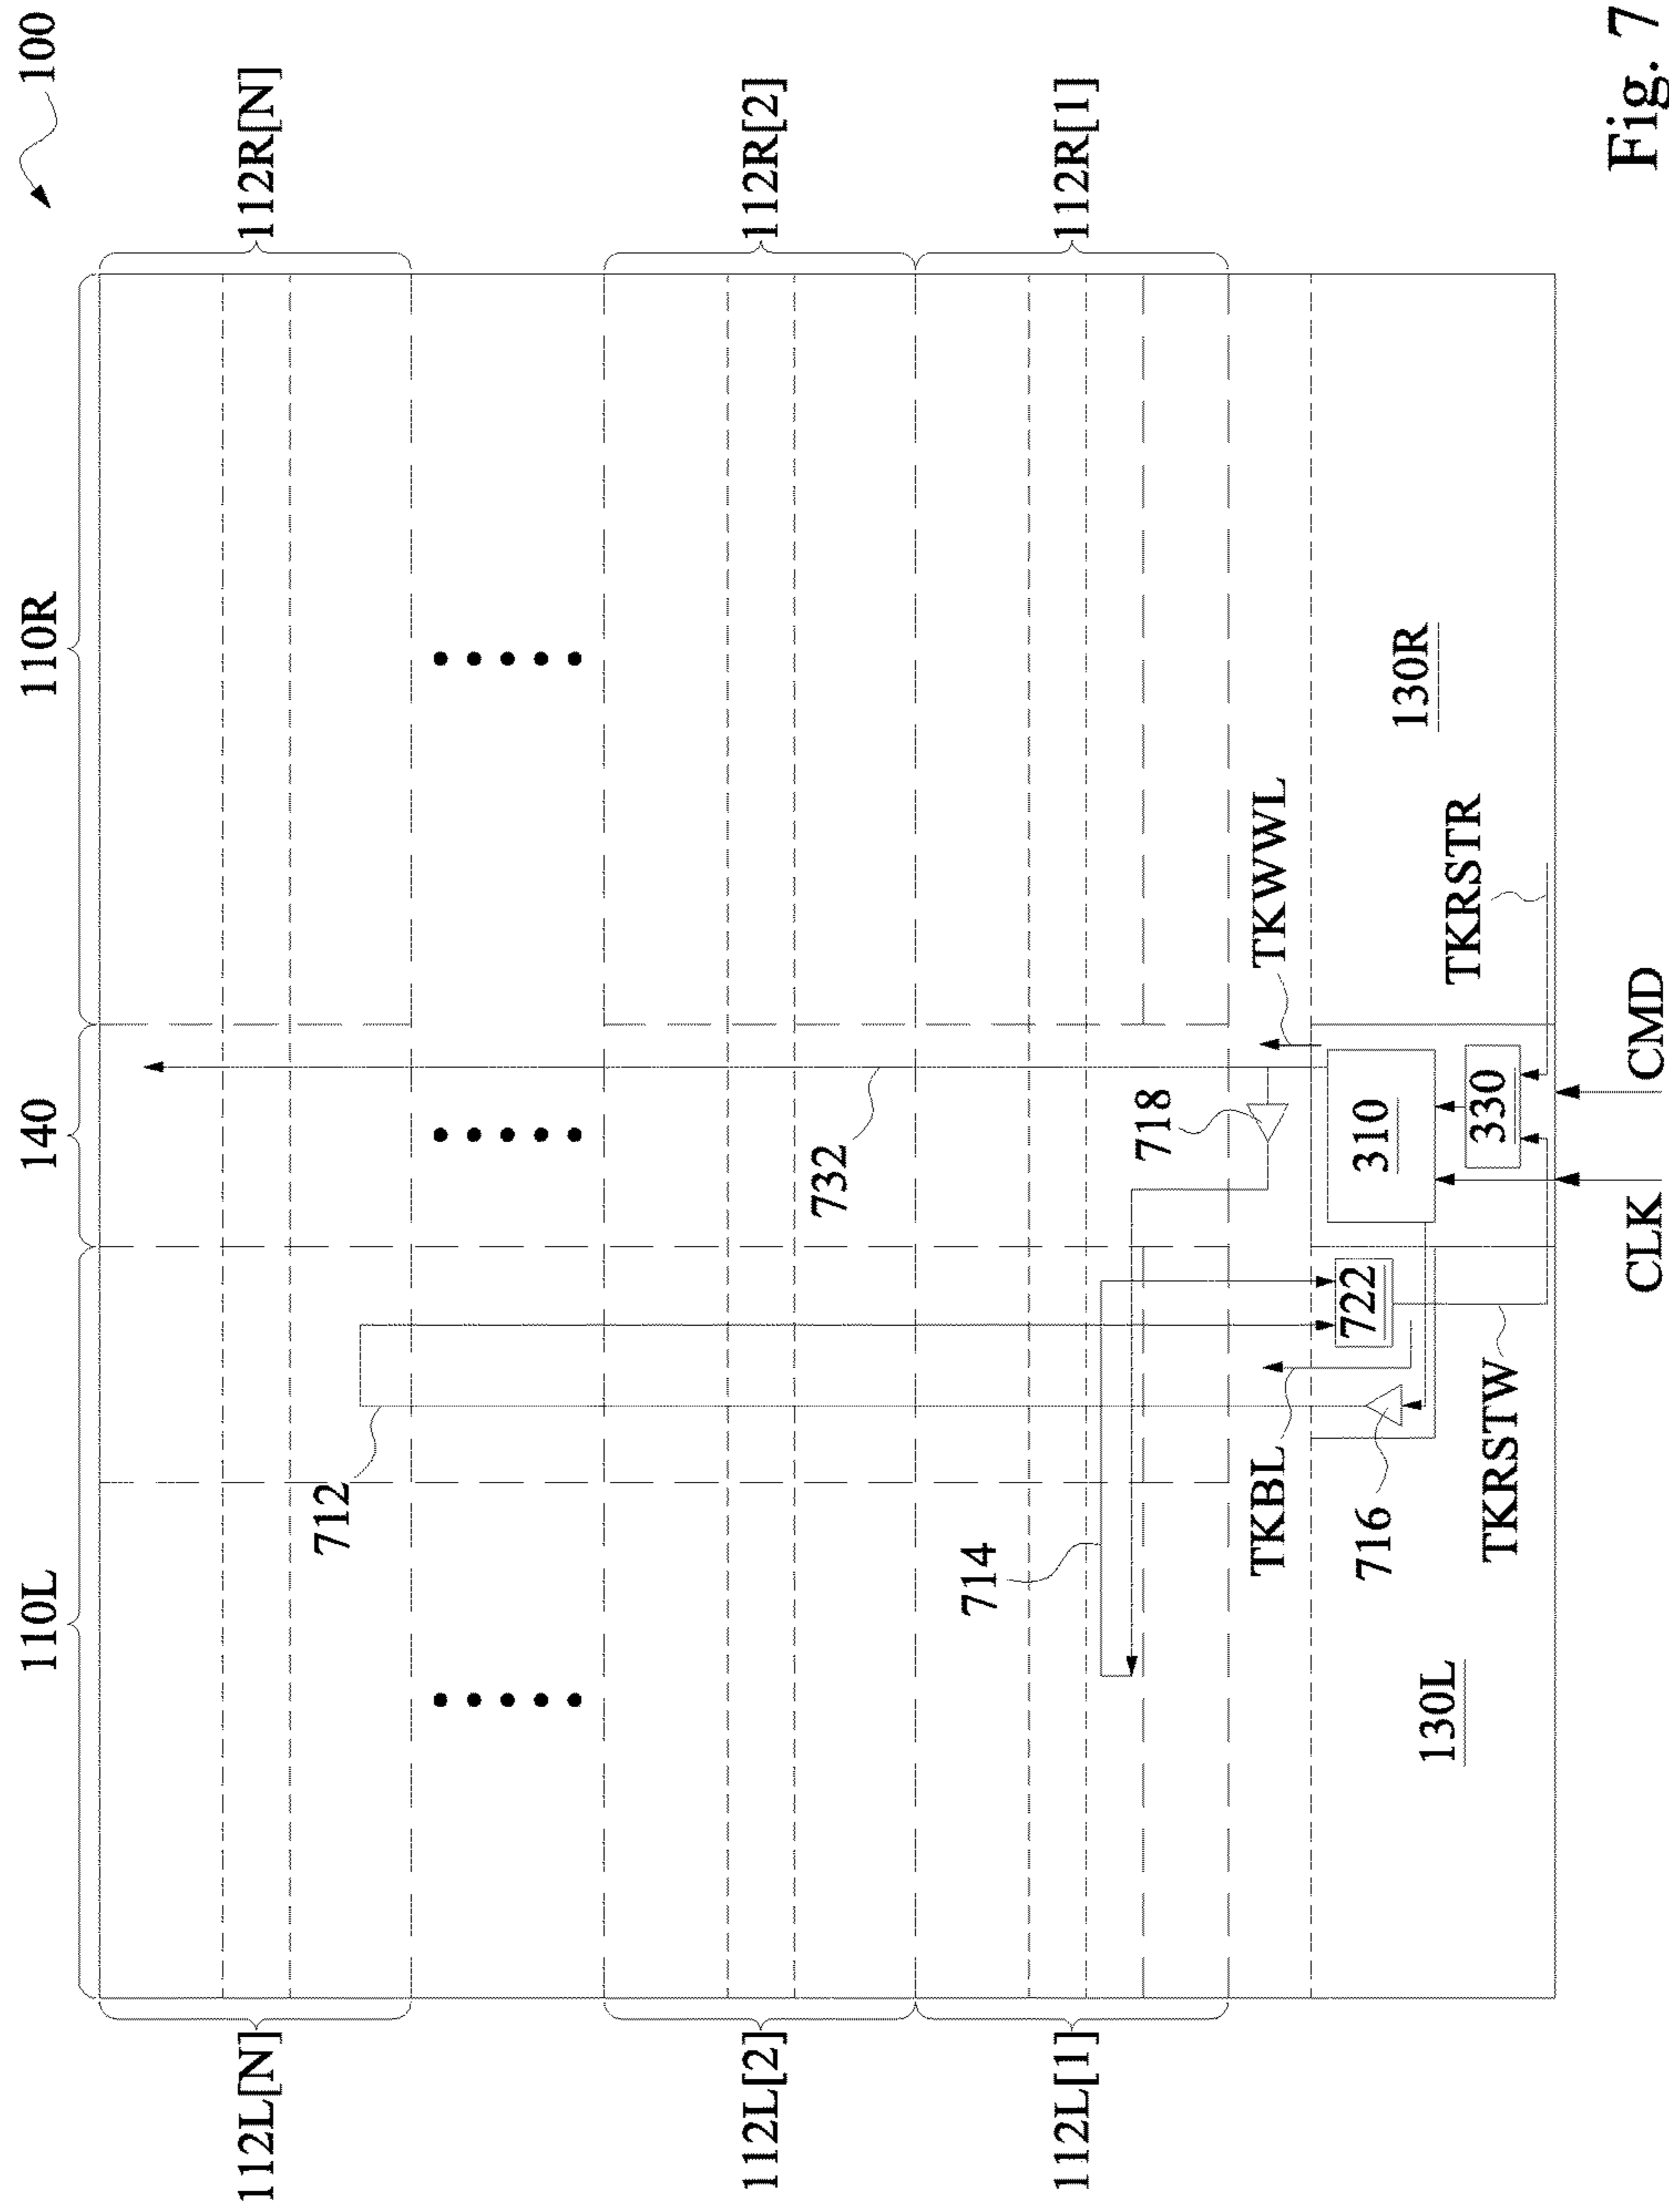 100
110L
140
110R
112L[N]
112R[N]
712
732
112L[2]
112R[2]
714
718
112L[1]
112R[1]
TKBL
TKWWL
716
722
310
130L
130R
TKRSTW
330
TKRSTR
CLK
CMD
Fig. 7